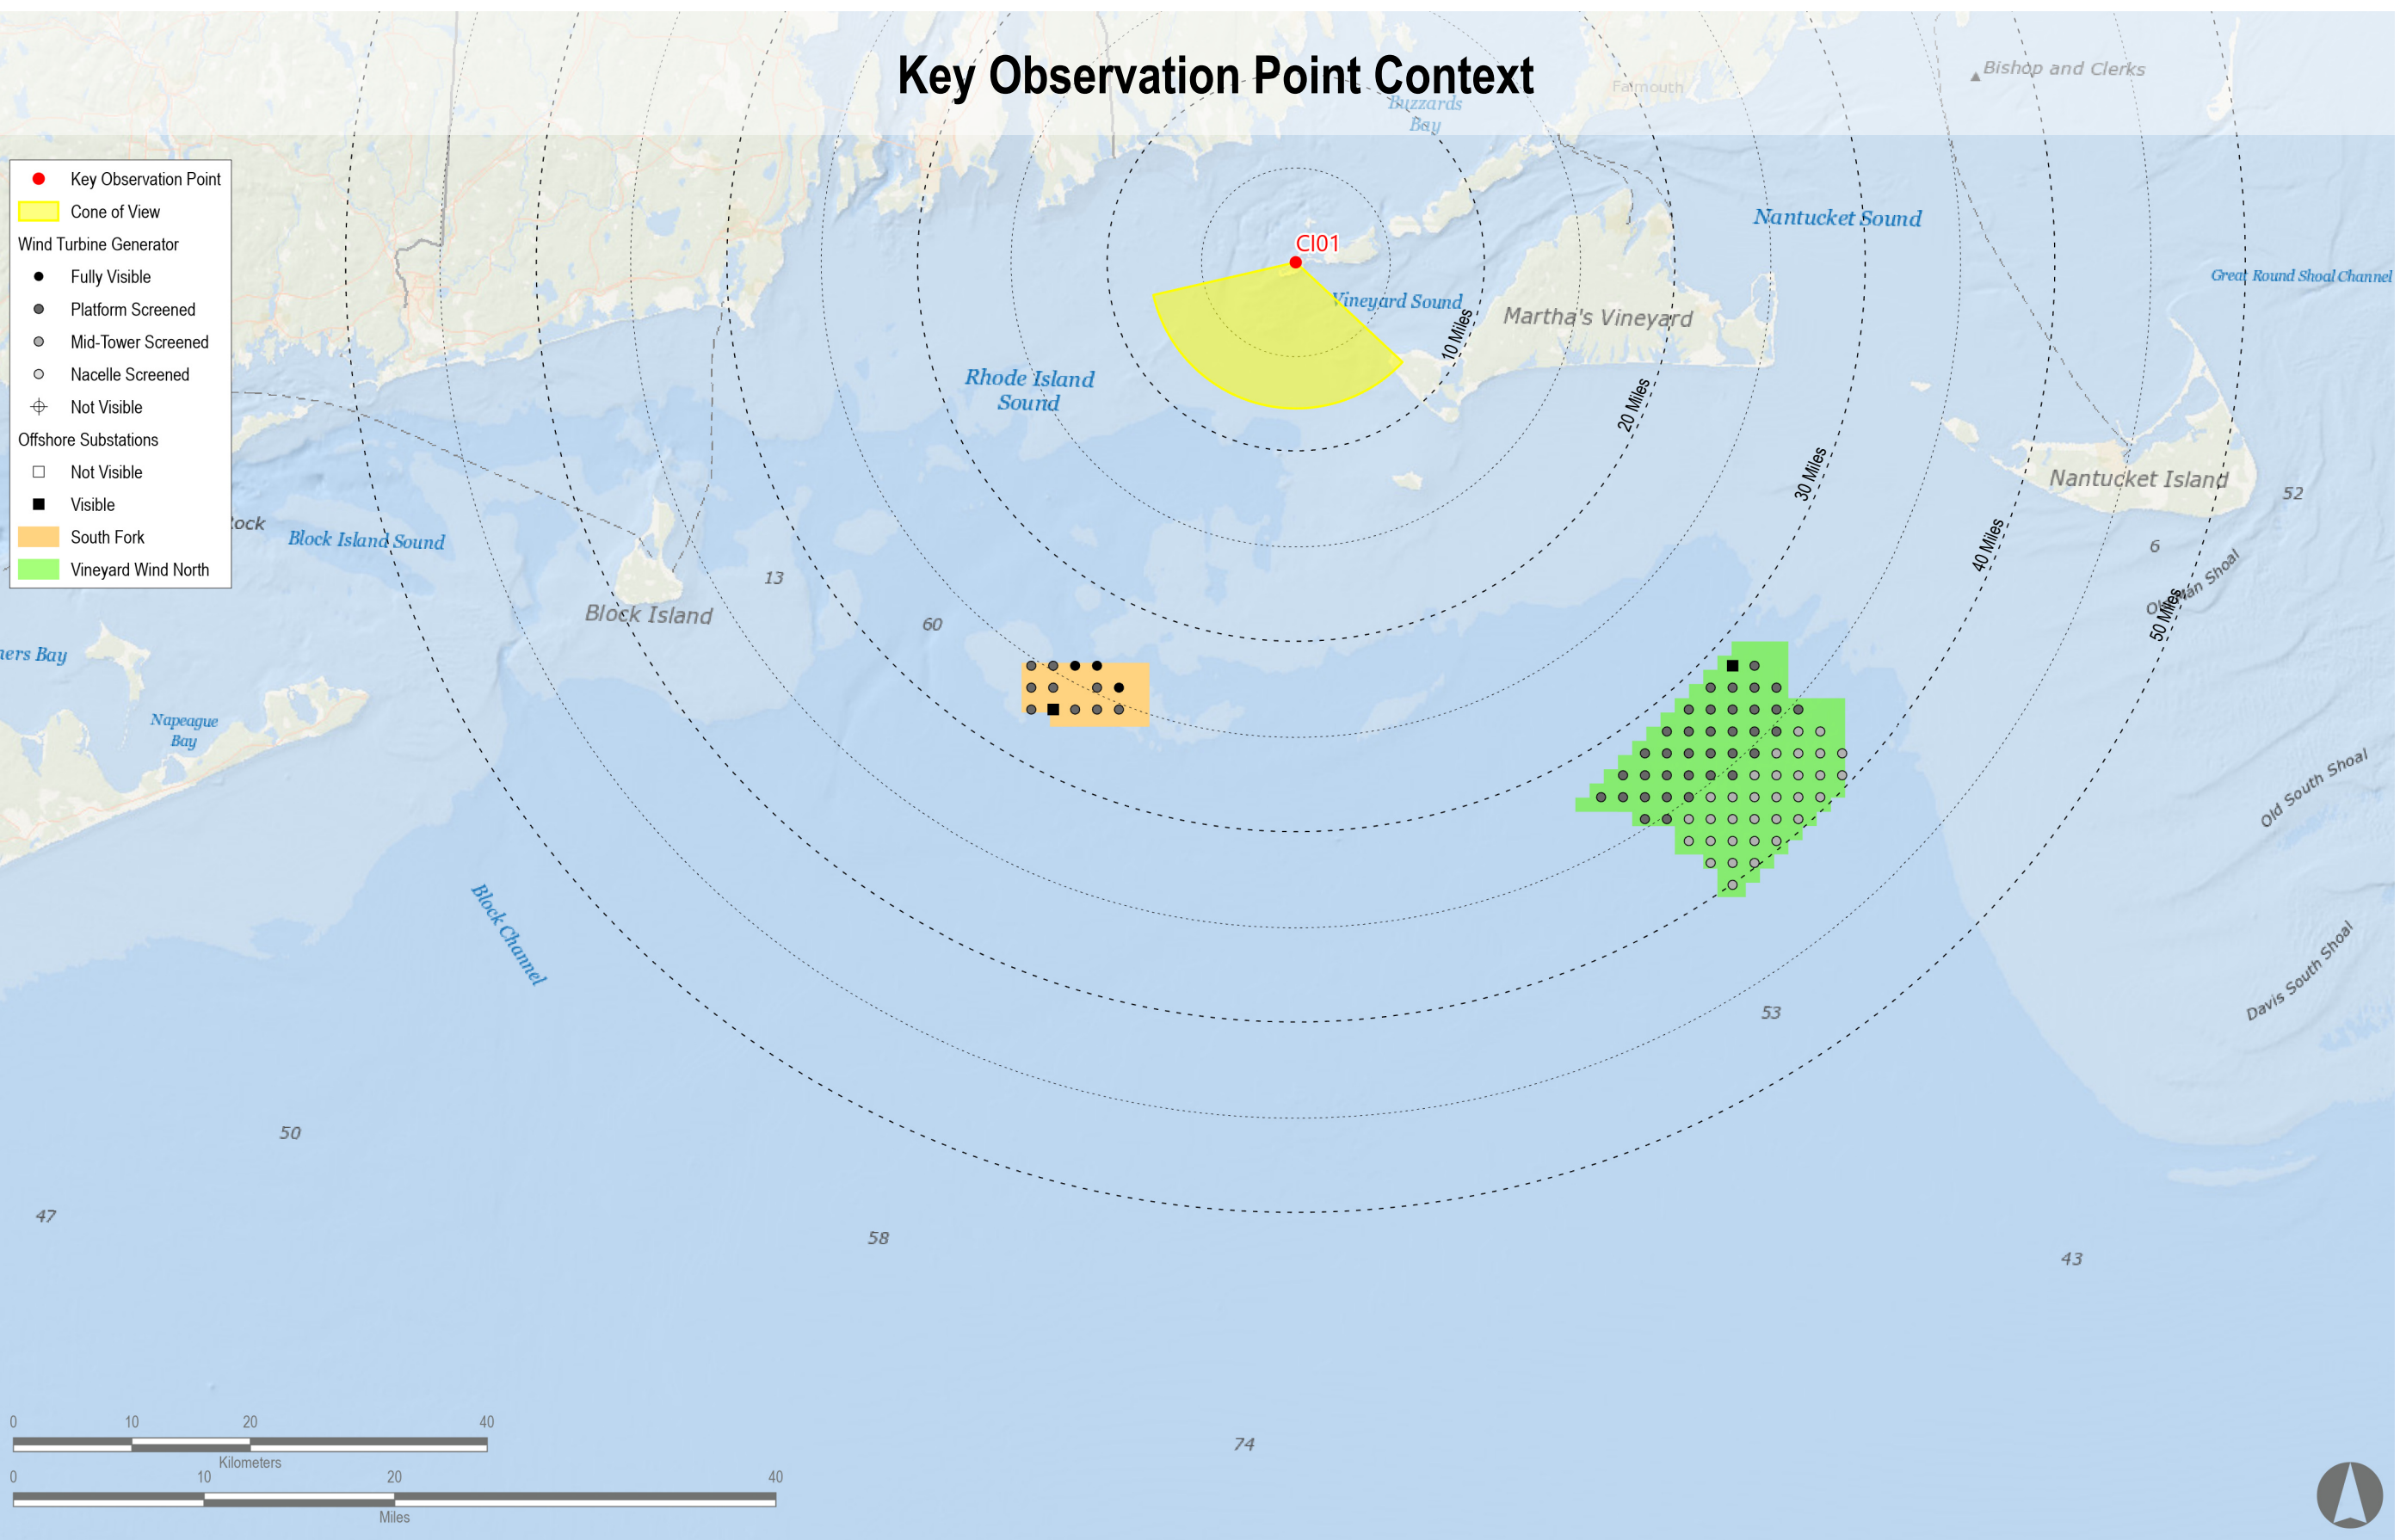 Key Observation Point Context
Bishop and Clerks
Falmouth
Buzzards
Bay
Key Observation Point
Cone of View
Wind Turbine Generator
Fully Visible
Platform Screened
Mid-Tower Screened
Nacelle Screened
Not Visible
Offshore Substations
Not Visible
Visible
South Fork
Vineyard Wind North
CI01
Nantucket Sound
Great Round Shoal Channel
Vineyard Sound
Martha's Vineyard
10 Miles
Rhode Island
Sound
20 Miles
30 Miles
Nantucket Island
52
Block Island Sound
40 Miles
6
Old Man Shoal
50 Miles
13
Block Island
60
Napeague
Bay
Old South Shoal
Block Channel
Davis South Shoal
53
50
47
58
43
74
0 10 20 40
Kilometers
0 10 20 40
Miles